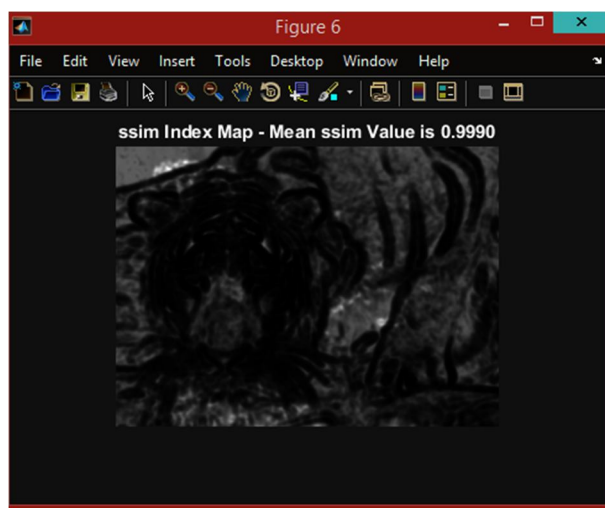 Figure 6
File Edit View Insert Tools Desktop Window Help
ssim Index Map - Mean ssim Value is 0.9990